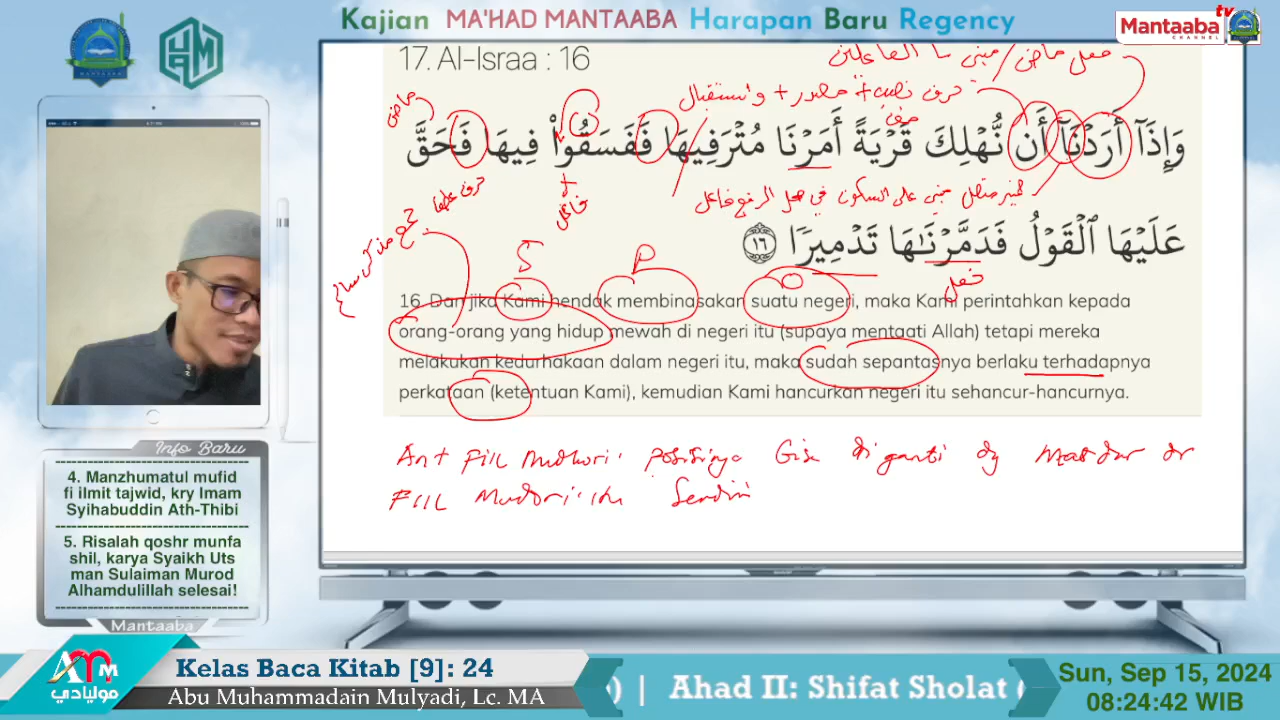 Kajian MA'HAD MANTAABA Harapan Baru Regency
Mantaaba tv
CHANNEL
17. Al-Israa : 16
فعل ماض / مبني
حرف نصب + مصدر + واستقبال
ماض
وَإِذَآ أَرَدْنَآ أَن نُّهْلِكَ قَرْيَةً أَمَرْنَا مُتْرَفِيهَا فَفَسَقُوا۟ فِيهَا فَحَقَّ
ضمير متصل مبني على السكون في محل الرفع فاعل
فاعل
عَلَيْهَا ٱلْقَوْلُ فَدَمَّرْنَـٰهَا تَدْمِيرًا ١٦
فعل
S P O
16. Dan jika Kami hendak membinasakan suatu negeri, maka Kami perintahkan kepada
orang-orang yang hidup mewah di negeri itu (supaya mentaati Allah) tetapi mereka
melakukan kedurhakaan dalam negeri itu, maka sudah sepantasnya berlaku terhadapnya
perkataan (ketentuan Kami), kemudian Kami hancurkan negeri itu sehancur-hancurnya.
An + Fiil Mudhori' posisinya bisa diganti dg Masdar dr
Fiil Mudori' itu Sendiri
Info Baru
4. Manzhumatul mufid
fi ilmit tajwid, kry Imam
Syihabuddin Ath-Thibi
5. Risalah qoshr munfa
shil, karya Syaikh Uts
man Sulaiman Murod
Alhamdulillah selesai!
Mantaaba
Kelas Baca Kitab [9]: 24
Abu Muhammadain Mulyadi, Lc. MA
) | Ahad II: Shifat Sholat (
Sun, Sep 15, 2024
08:24:42 WIB